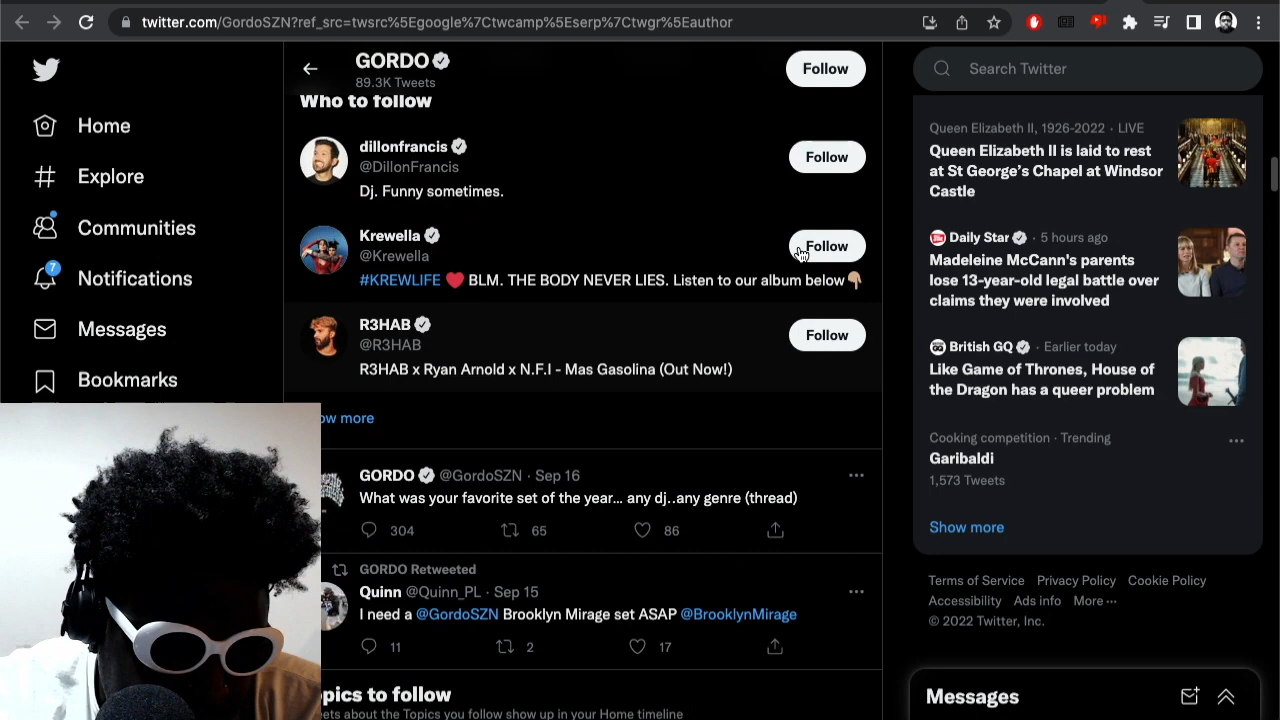 twitter.com/GordoSZN?ref_src=twsrc%5Egoogle%7Ctwcamp%5Eserp%7Ctwgr%5Eauthor
Home
Explore
Communities
7
Notifications
Messages
Bookmarks
GORDO
89.3K Tweets
Follow
Who to follow
dillonfrancis
@DillonFrancis
Dj. Funny sometimes.
Follow
Krewella
@Krewella
#KREWLIFE ❤️ BLM. THE BODY NEVER LIES. Listen to our album below👇🏽
Follow
R3HAB
@R3HAB
R3HAB x Ryan Arnold x N.F.I - Mas Gasolina (Out Now!)
Follow
ow more
GORDO @GordoSZN · Sep 16
What was your favorite set of the year... any dj..any genre (thread)
304 65 86
GORDO Retweeted
Quinn @Quinn_PL · Sep 15
I need a @GordoSZN Brooklyn Mirage set ASAP @BrooklynMirage
11 2 17
pics to follow
ets about the Topics you follow show up in your Home timeline
Search Twitter
Queen Elizabeth II, 1926-2022 · LIVE
Queen Elizabeth II is laid to rest
at St George's Chapel at Windsor
Castle
Daily Star · 5 hours ago
Madeleine McCann's parents
lose 13-year-old legal battle over
claims they were involved
British GQ · Earlier today
Like Game of Thrones, House of
the Dragon has a queer problem
Cooking competition · Trending
Garibaldi
1,573 Tweets
Show more
Terms of Service Privacy Policy Cookie Policy
Accessibility Ads info More ···
© 2022 Twitter, Inc.
Messages